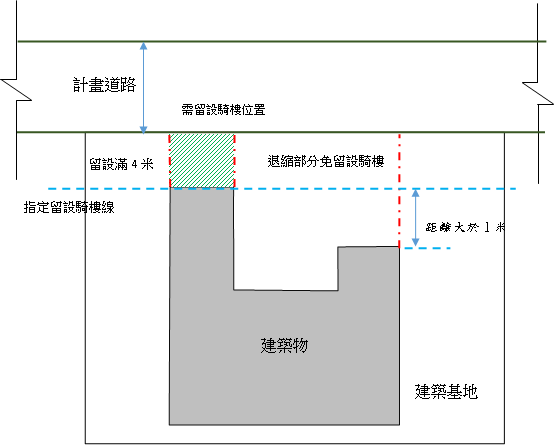 計畫道路
需留設騎樓位置
留設滿 4 米
退縮部分免留設騎樓
指定留設騎樓線
距離大於 1 米
建築物
建築基地